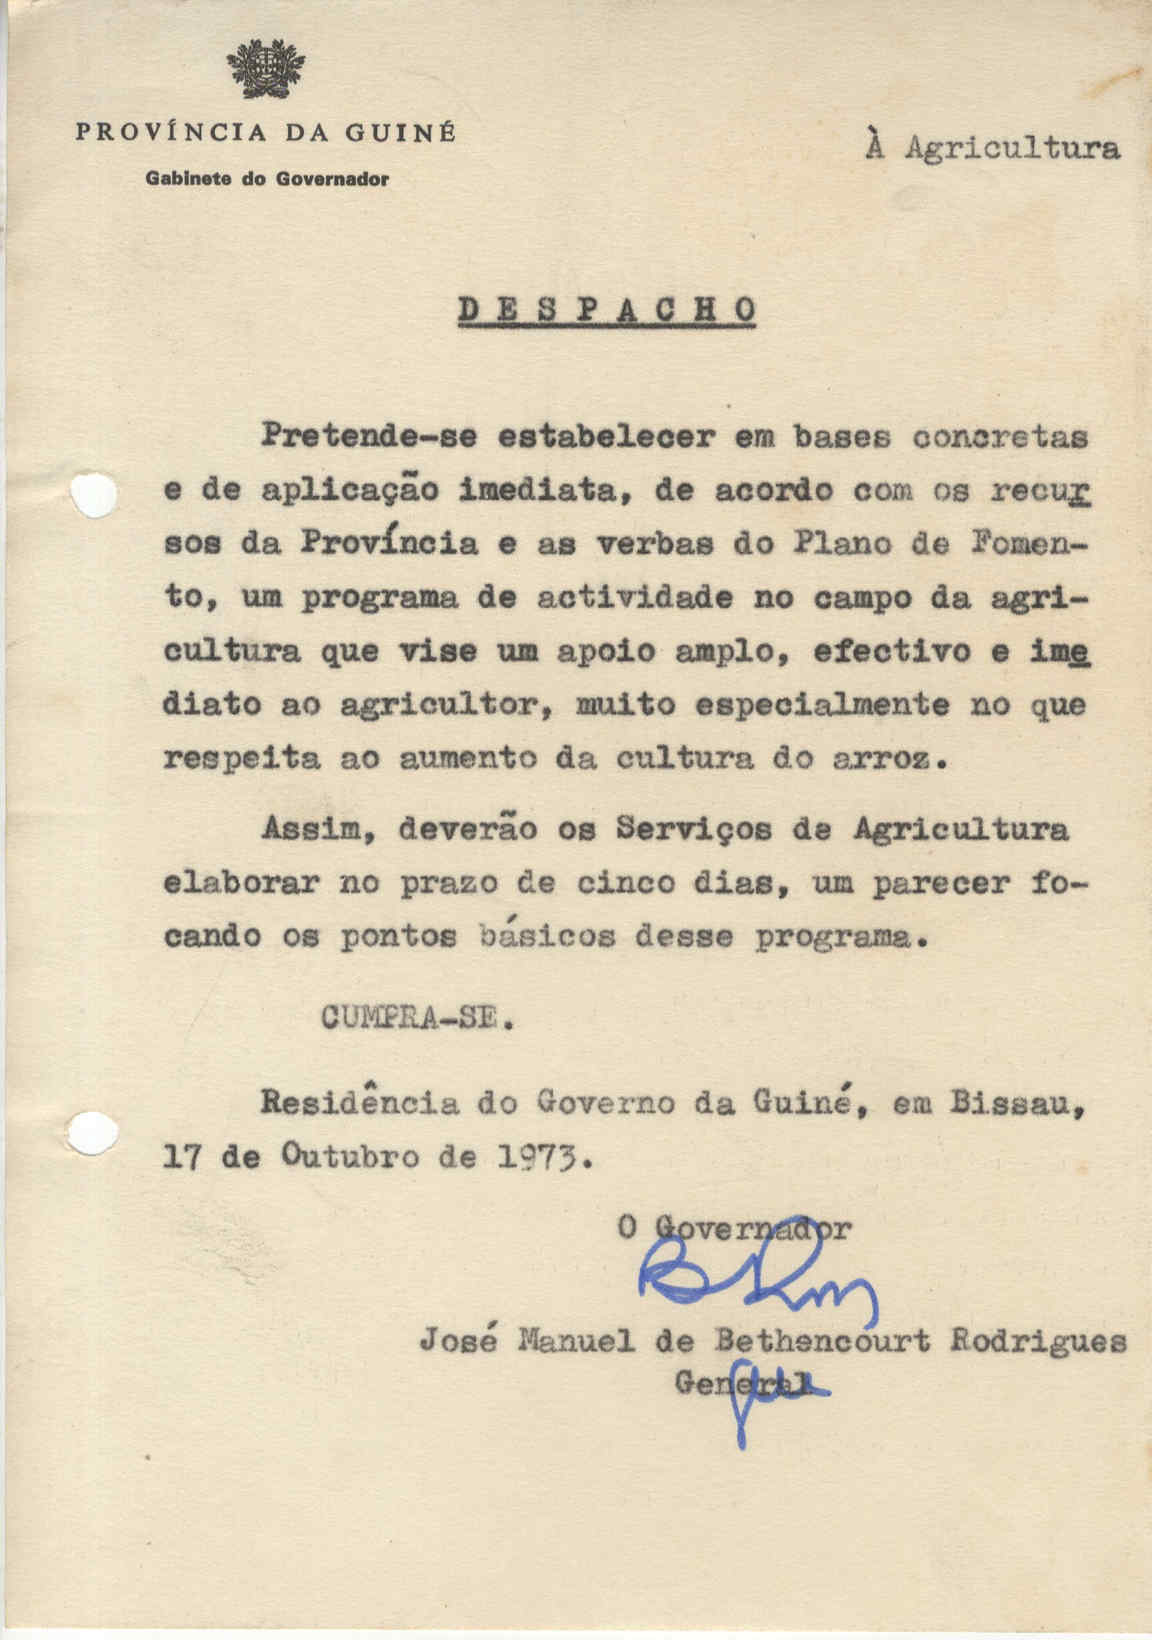 PROVÍNCIA DA GUINÉ
Gabinete do Governador
À Agricultura
DESPACHO
Pretende-se estabelecer em bases concretas
e de aplicação imediata, de acordo com os recur
sos da Província e as verbas do Plano de Fomen-
to, um programa de actividade no campo da agri-
cultura que vise um apoio amplo, efectivo e ime
diato ao agricultor, muito especialmente no que
respeita ao aumento da cultura do arroz.
Assim, deverão os Serviços de Agricultura
elaborar no prazo de cinco dias, um parecer fo-
cando os pontos básicos desse programa.
CUMPRA-SE.
Residência do Governo da Guiné, em Bissau,
17 de Outubro de 1973.
O Governador
José Manuel de Bethencourt Rodrigues
General